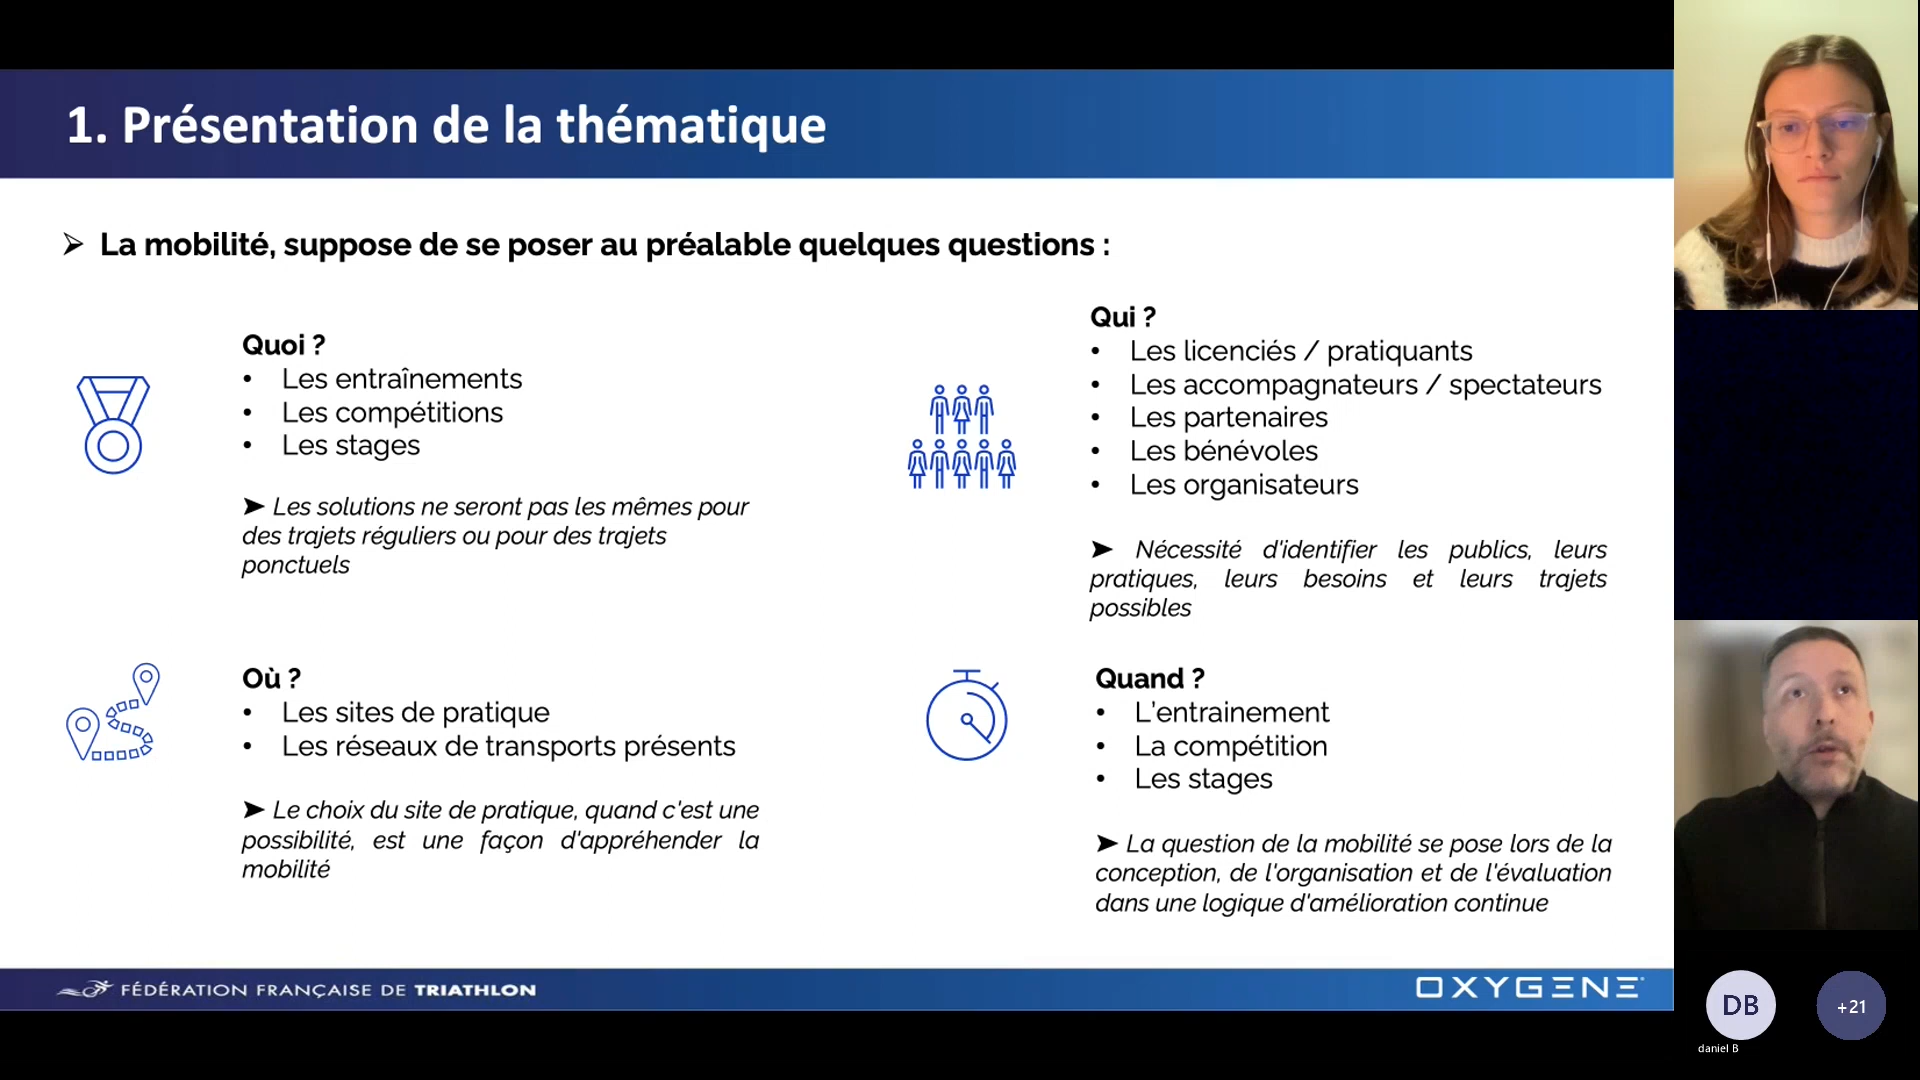 1. Présentation de la thématique
➢ La mobilité, suppose de se poser au préalable quelques questions :
Quoi ?
• Les entraînements
• Les compétitions
• Les stages
➤ Les solutions ne seront pas les mêmes pour
des trajets réguliers ou pour des trajets
ponctuels
Qui ?
• Les licenciés / pratiquants
• Les accompagnateurs / spectateurs
• Les partenaires
• Les bénévoles
• Les organisateurs
➤ Nécessité d'identifier les publics, leurs
pratiques, leurs besoins et leurs trajets
possibles
Où ?
• Les sites de pratique
• Les réseaux de transports présents
➤ Le choix du site de pratique, quand c'est une
possibilité, est une façon d'appréhender la
mobilité
Quand ?
• L'entrainement
• La compétition
• Les stages
➤ La question de la mobilité se pose lors de la
conception, de l'organisation et de l'évaluation
dans une logique d'amélioration continue
FÉDÉRATION FRANÇAISE DE TRIATHLON
OXYGENE
DB
+21
daniel B